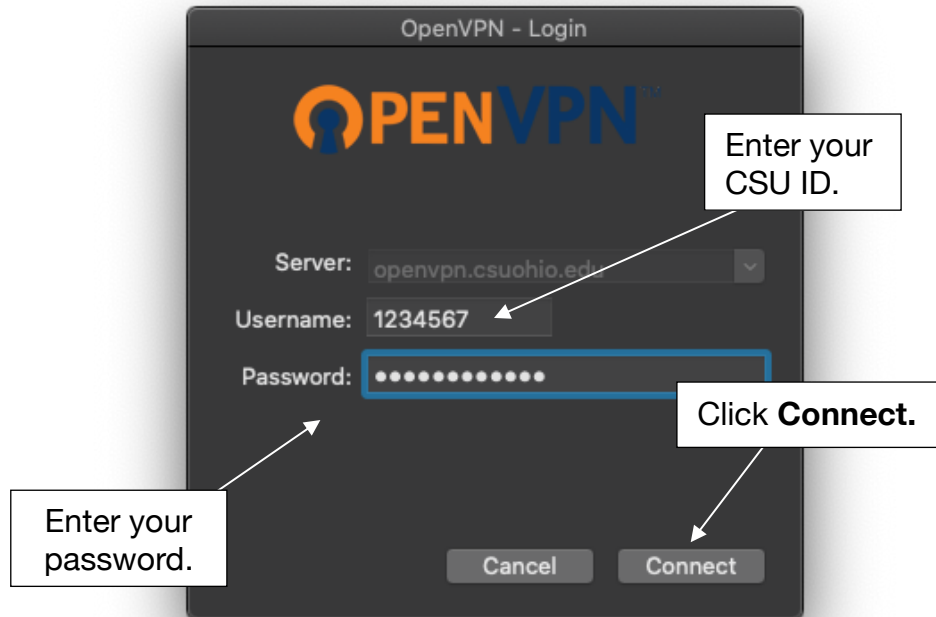 OpenVPN - Login
OPENVPN™
Enter your
CSU ID.
Server: openvpn.csuohio.edu
Username: 1234567
Password: ●●●●●●●●●●●●
Click Connect.
Enter your
password.
Cancel Connect